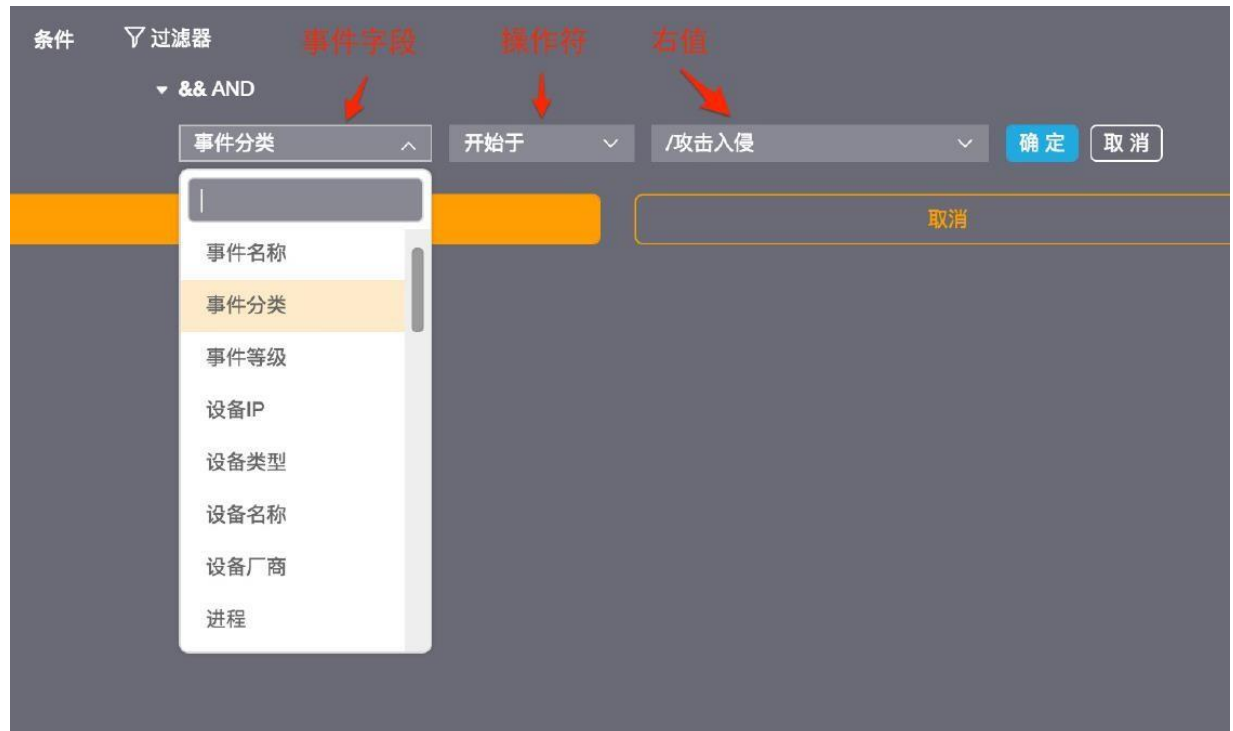 条件 过滤器 事件字段 操作符 右值
&& AND
事件分类 开始于 /攻击入侵 确定 取消
取消
事件名称
事件分类
事件等级
设备IP
设备类型
设备名称
设备厂商
进程